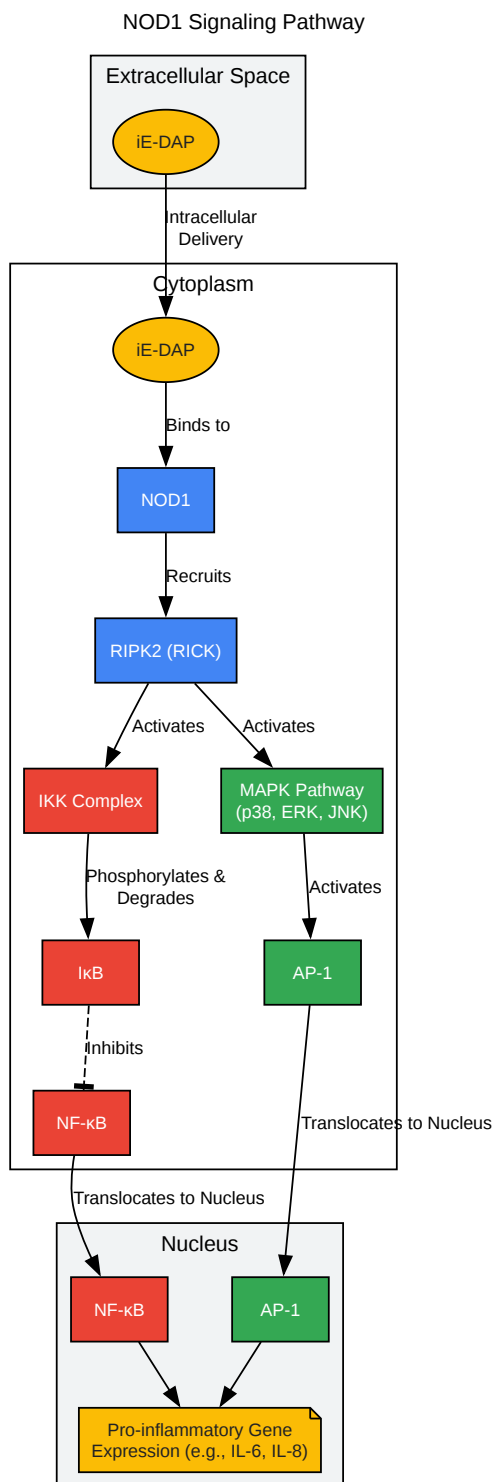 NOD1 Signaling Pathway
Extracellular Space
iE-DAP
Intracellular
Delivery
Cytoplasm
iE-DAP
Binds to
NOD1
Recruits
RIPK2 (RICK)
Activates
Activates
IKK Complex
MAPK Pathway
(p38, ERK, JNK)
Phosphorylates &
Degrades
Activates
IκB
AP-1
Inhibits
NF-κB
Translocates to Nucleus
Translocates to Nucleus
Nucleus
NF-κB
AP-1
Pro-inflammatory Gene
Expression (e.g., IL-6, IL-8)